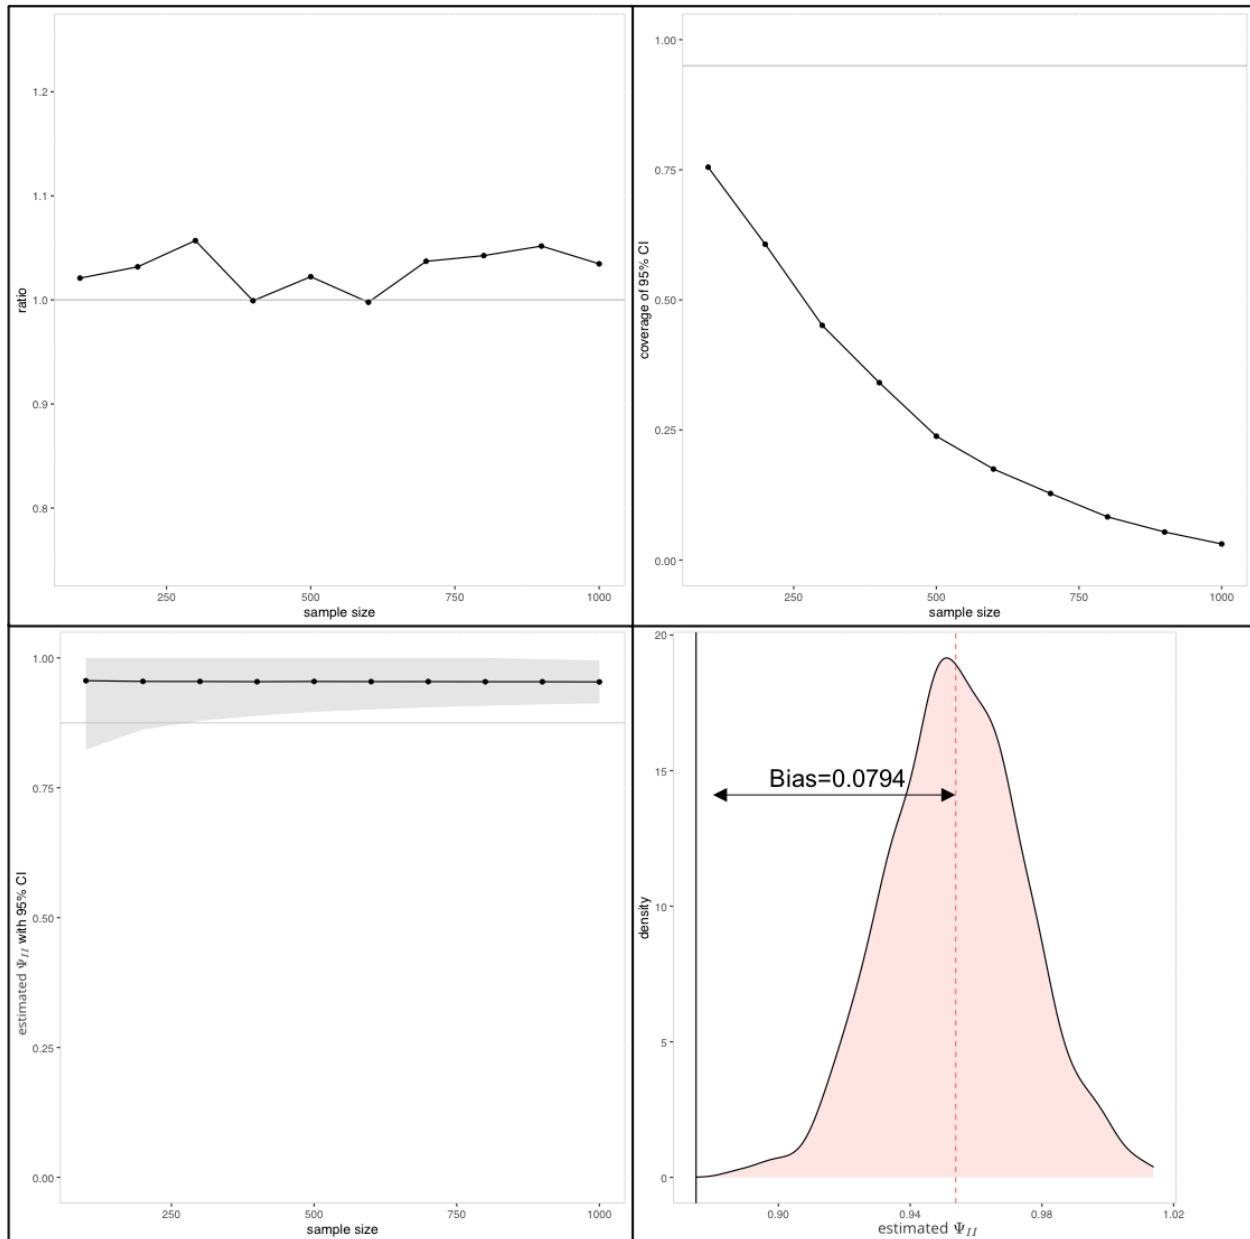 1.2
1.1
1.0
0.9
0.8
ratio
250 500 750 1000
sample size
1.00
0.75
0.50
0.25
0.00
coverage of 95% CI
250 500 750 1000
sample size
1.00
0.75
0.50
0.25
0.00
estimated Ψ_II with 95% CI
250 500 750 1000
sample size
20
15
10
5
0
density
Bias=0.0794
0.90 0.94 0.98 1.02
estimated Ψ_II